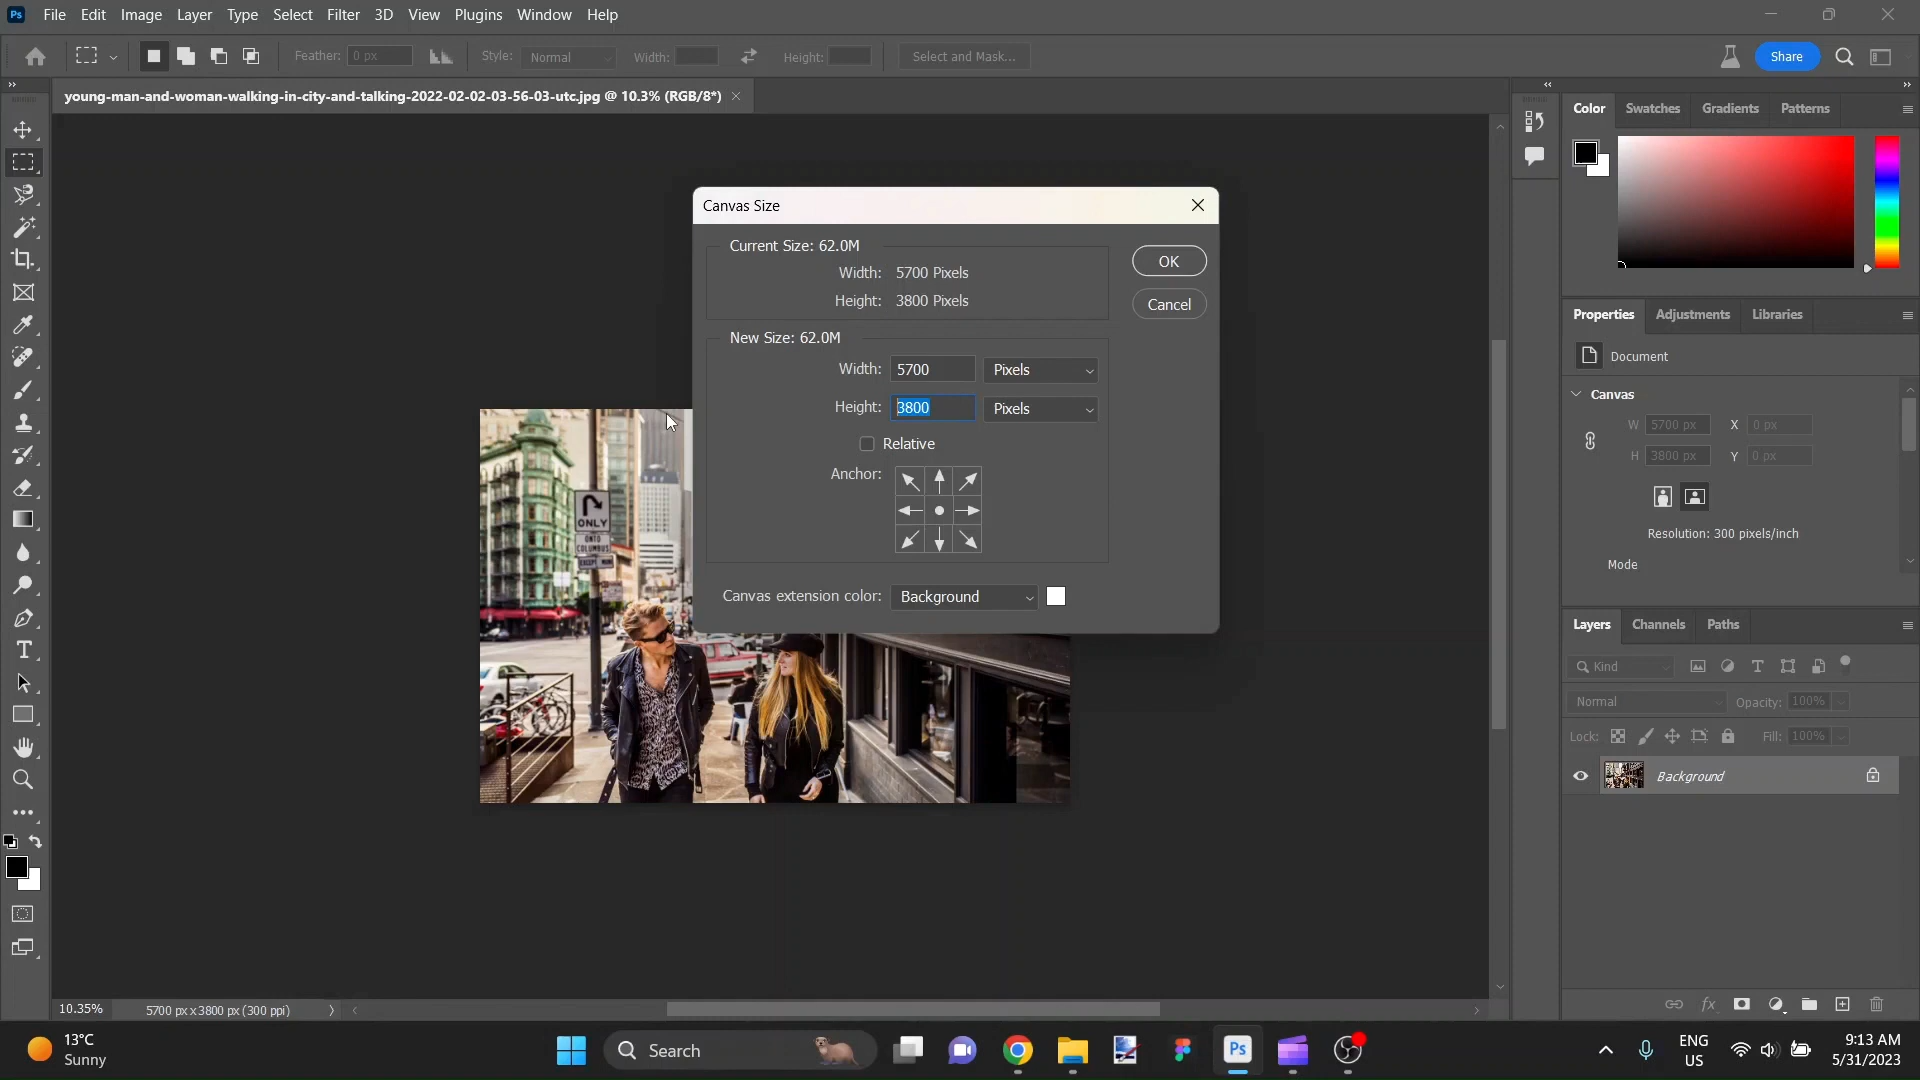 Ps File Edit Image Layer Type Select Filter 3D View Plugins Window Help
Feather: 0 px Style: Normal Width: Height: Select and Mask... Share
young-man-and-woman-walking-in-city-and-talking-2022-02-02-03-56-03-utc.jpg @ 10.3% (RGB/8*)
Color Swatches Gradients Patterns
Canvas Size
Current Size: 62.0M
Width: 5700 Pixels
Height: 3800 Pixels
OK
Cancel
New Size: 62.0M
Width: 5700 Pixels
Height: 3800 Pixels
Relative
Anchor:
Canvas extension color: Background
ONLY
ONTO
COLUMBUS
Properties Adjustments Libraries
Document
Canvas
W 5700 px X 0 px
H 3800 px Y 0 px
Resolution: 300 pixels/inch
Mode
Layers Channels Paths
Kind
Normal Opacity: 100%
Lock: Fill: 100%
Background
10.35% 5700 px x 3800 px (300 ppi)
13°C
Sunny
Search
Ps
ENG
US
9:13 AM
5/31/2023